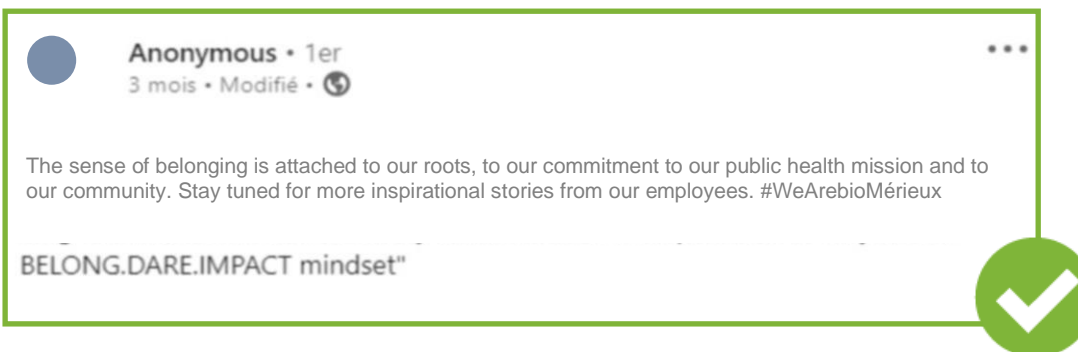 Anonymous • 1er
3 mois • Modifié •
The sense of belonging is attached to our roots, to our commitment to our public health mission and to
our community. Stay tuned for more inspirational stories from our employees. #WeArebioMérieux
BELONG.DARE.IMPACT mindset"